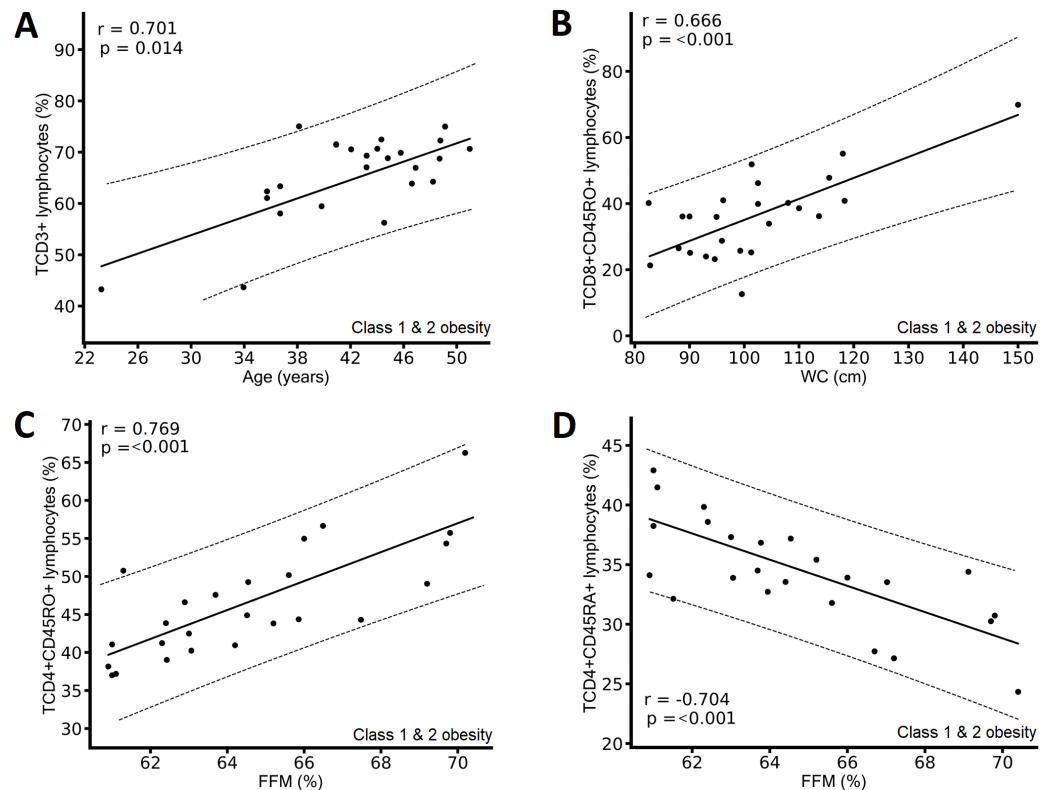 A
r = 0.701
p = 0.014
TCD3+ lymphocytes (%)
90
80
70
60
50
40
Class 1 & 2 obesity
22 26 30 34 38 42 46 50
Age (years)
B
r = 0.666
p = <0.001
TCD8+CD45RO+ lymphocytes (%)
80
60
40
20
0
Class 1 & 2 obesity
80 90 100 110 120 130 140 150
WC (cm)
C
r = 0.769
p =<0.001
TCD4+CD45RO+ lymphocytes (%)
70
65
60
55
50
45
40
35
30
Class 1 & 2 obesity
62 64 66 68 70
FFM (%)
D
TCD4+CD45RA+ lymphocytes (%)
45
40
35
30
25
20
r = -0.704
p =<0.001
Class 1 & 2 obesity
62 64 66 68 70
FFM (%)